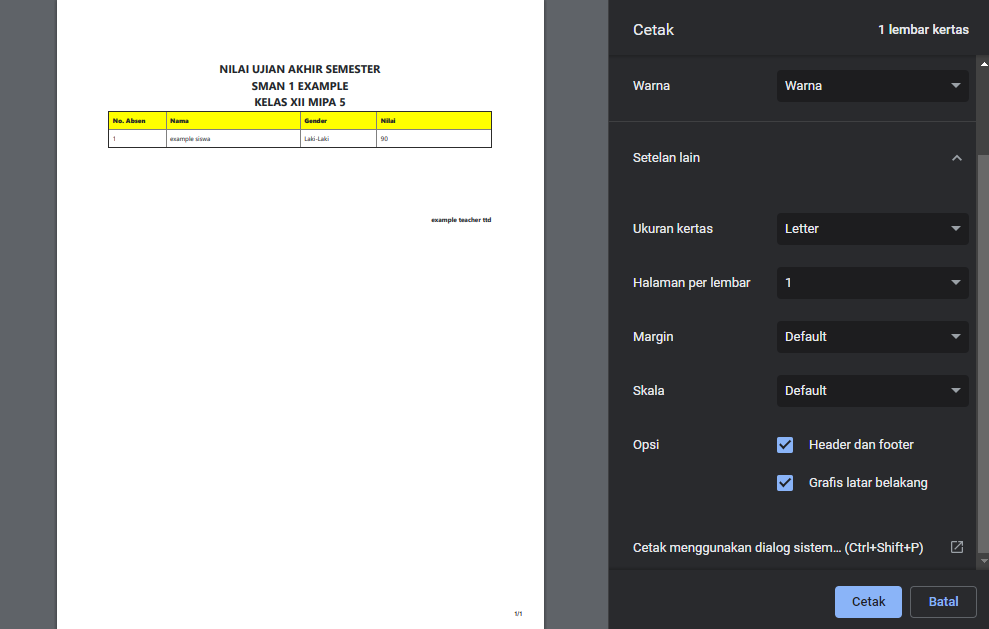 NILAI UJIAN AKHIR SEMESTER
SMAN 1 EXAMPLE
KELAS XII MIPA 5
No. Absen Nama Gender Nilai
1 example siswa Laki-Laki 90
example teacher ttd
1/1
Cetak 1 lembar kertas
Warna Warna
Setelan lain
Ukuran kertas Letter
Halaman per lembar 1
Margin Default
Skala Default
Opsi Header dan footer
Grafis latar belakang
Cetak menggunakan dialog sistem... (Ctrl+Shift+P)
Cetak Batal